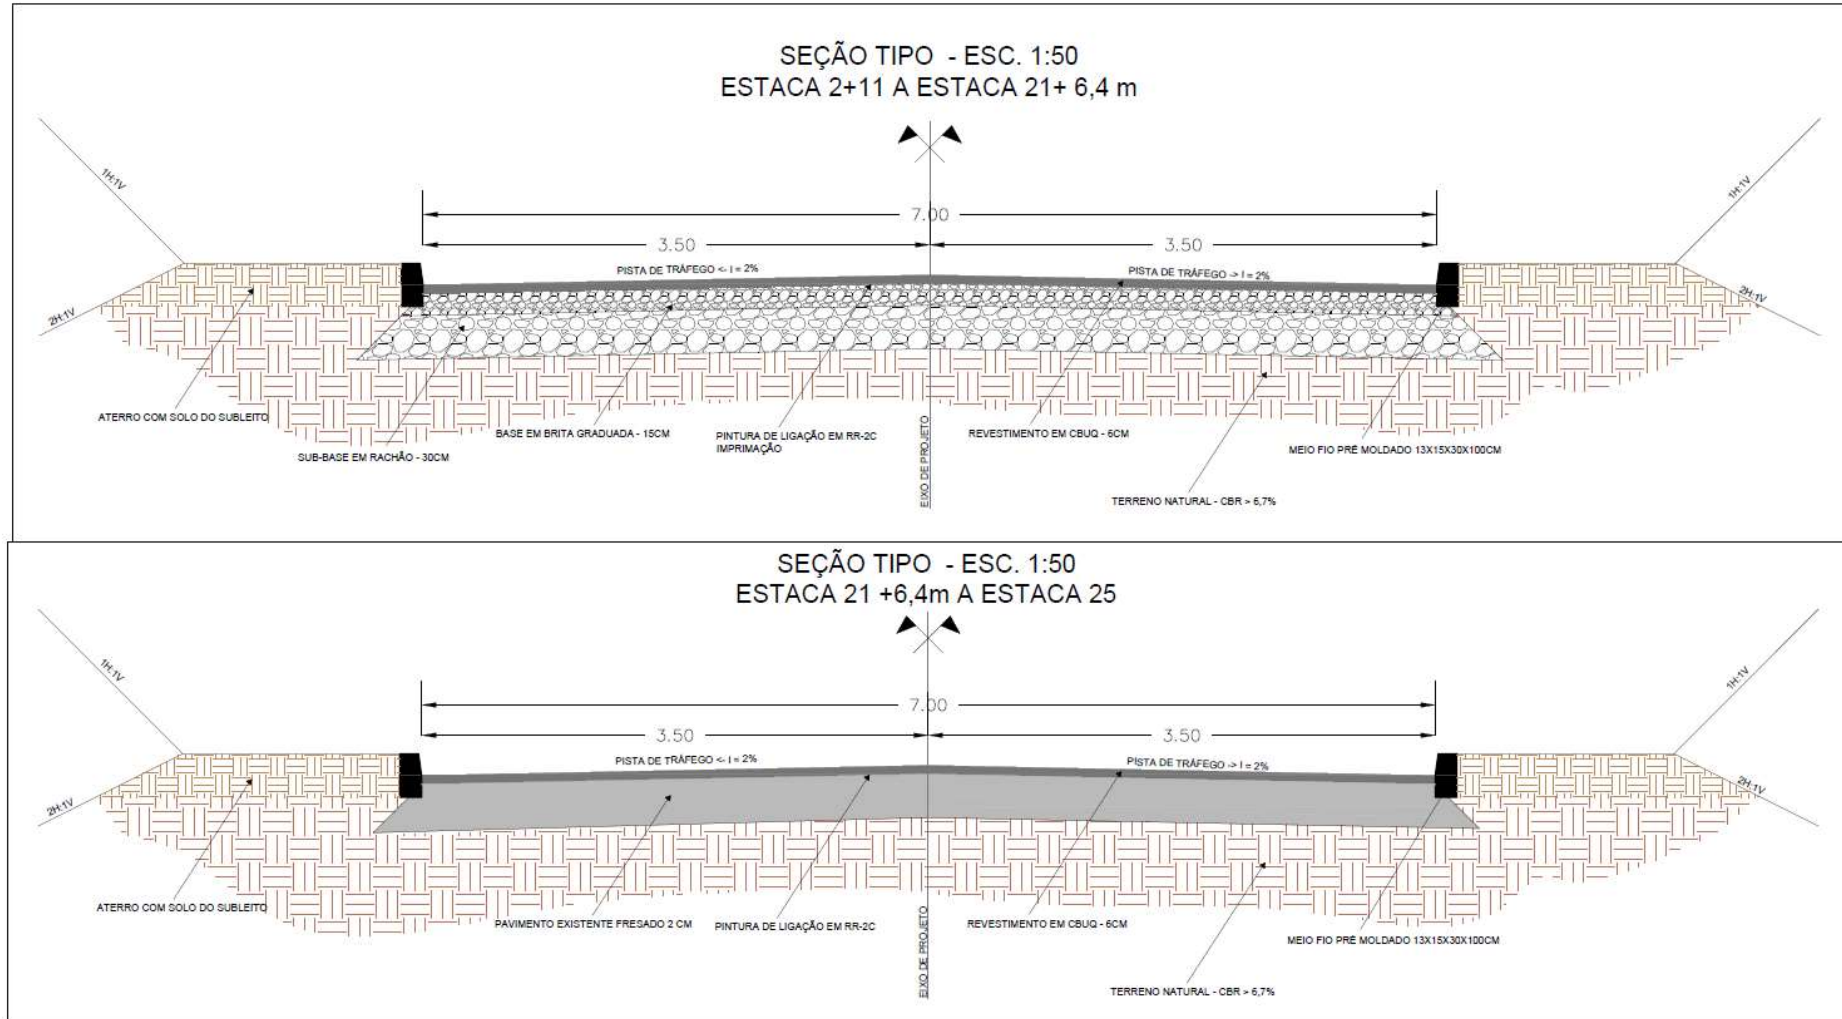 SEÇÃO TIPO - ESC. 1:50
ESTACA 2+11 A ESTACA 21+ 6,4 m
1H:1V
1H:1V
7.00
3.50
3.50
PISTA DE TRÁFEGO <- I = 2%
PISTA DE TRÁFEGO -> I = 2%
2H:1V
2H:1V
ATERRO COM SOLO DO SUBLEITO
SUB-BASE EM RACHÃO - 30CM
BASE EM BRITA GRADUADA - 15CM
PINTURA DE LIGAÇÃO EM RR-2C
IMPRIMAÇÃO
EIXO DE PROJETO
REVESTIMENTO EM CBUQ - 6CM
MEIO FIO PRÉ MOLDADO 13X15X30X100CM
TERRENO NATURAL - CBR > 6,7%
SEÇÃO TIPO - ESC. 1:50
ESTACA 21 +6,4m A ESTACA 25
1H:1V
1H:1V
7.00
3.50
3.50
PISTA DE TRÁFEGO <- I = 2%
PISTA DE TRÁFEGO -> I = 2%
2H:1V
2H:1V
ATERRO COM SOLO DO SUBLEITO
PAVIMENTO EXISTENTE FRESADO 2 CM
PINTURA DE LIGAÇÃO EM RR-2C
EIXO DE PROJETO
REVESTIMENTO EM CBUQ - 6CM
MEIO FIO PRÉ MOLDADO 13X15X30X100CM
TERRENO NATURAL - CBR > 6,7%